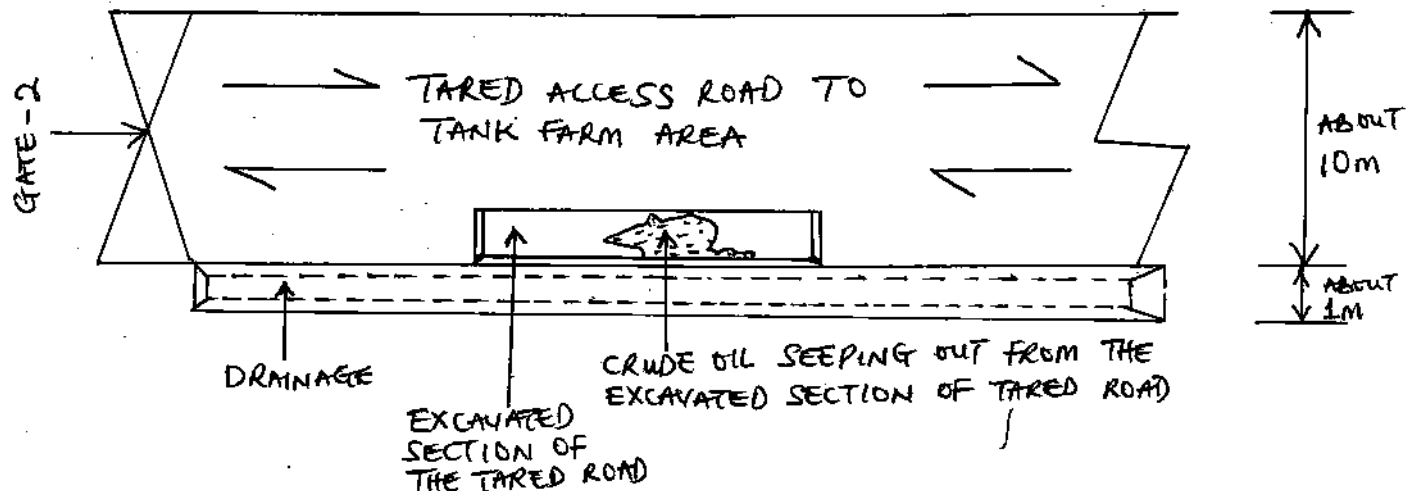 GATE-2
TARED ACCESS ROAD TO
TANK FARM AREA
ABOUT
10m
ABOUT
1M
DRAINAGE
EXCAVATED
SECTION OF
THE TARED ROAD
CRUDE OIL SEEPING OUT FROM THE
EXCAVATED SECTION OF TARED ROAD